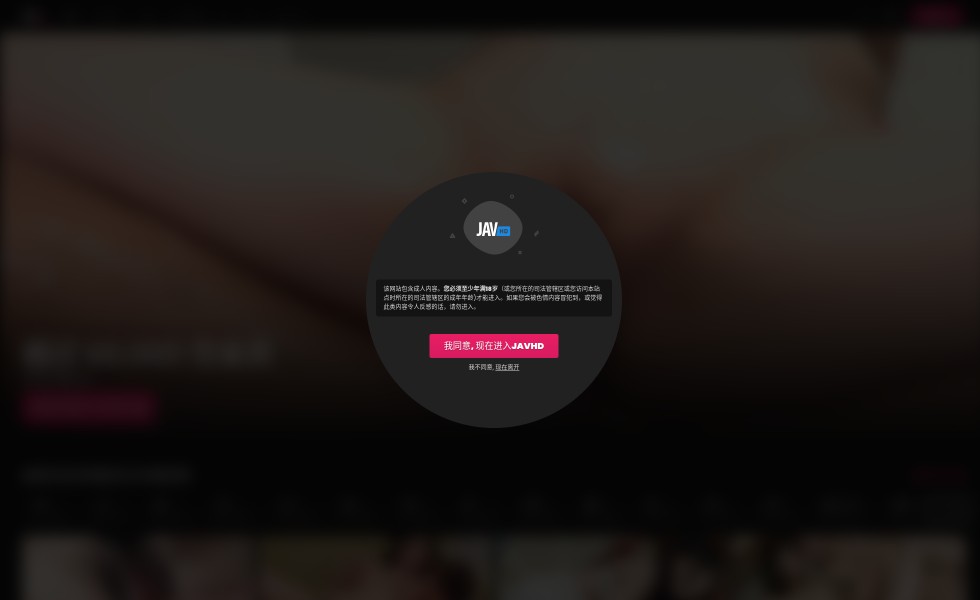 JAV HD
该网站包含成人内容。您必须至少年满18岁（或您所在的司法管辖区或您访问本站
点时所在的司法管辖区的成年年龄)才能进入。如果您会被色情内容冒犯到，或觉得
此类内容令人反感的话，请勿进入。
我同意, 现在进入JAVHD
我不同意, 现在离开